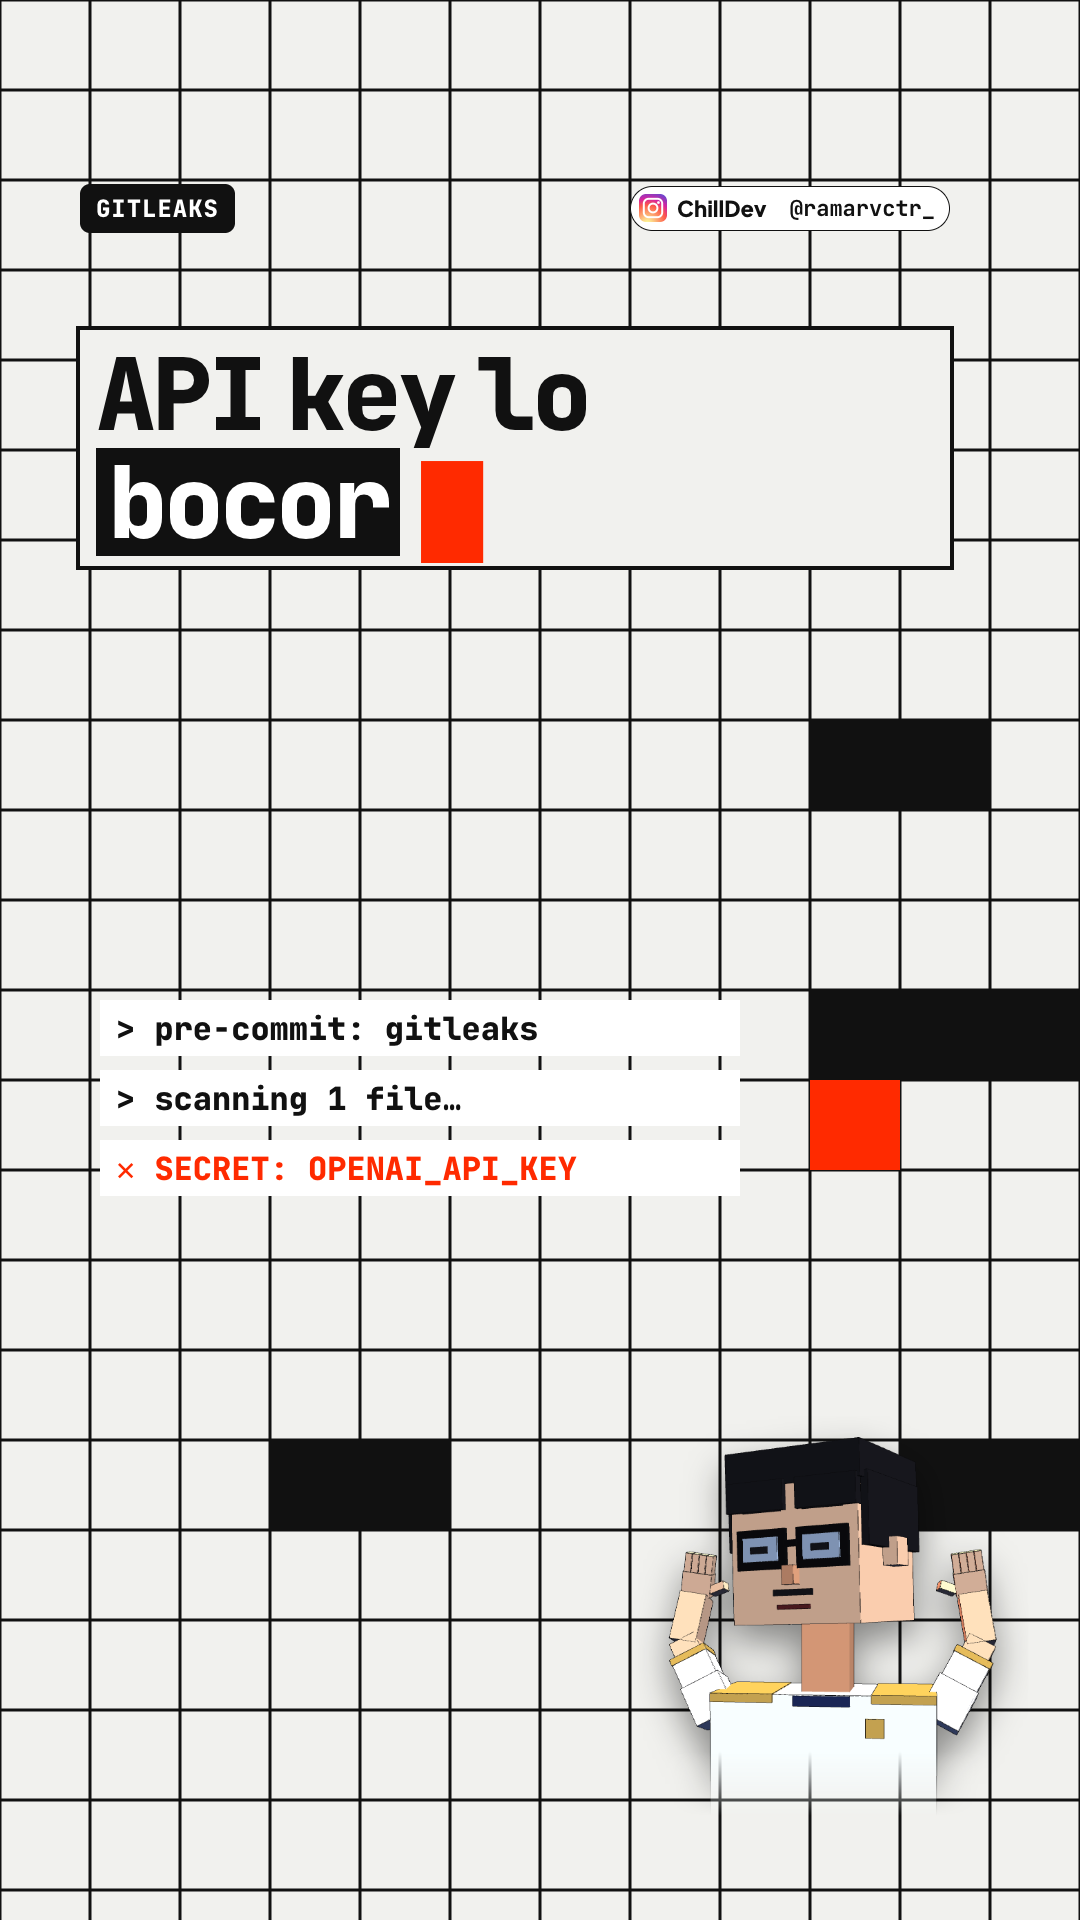 GITLEAKS
ChillDev @ramarvctr_
API key lo
bocor
> pre-commit: gitleaks
> scanning 1 file…
✕ SECRET: OPENAI_API_KEY